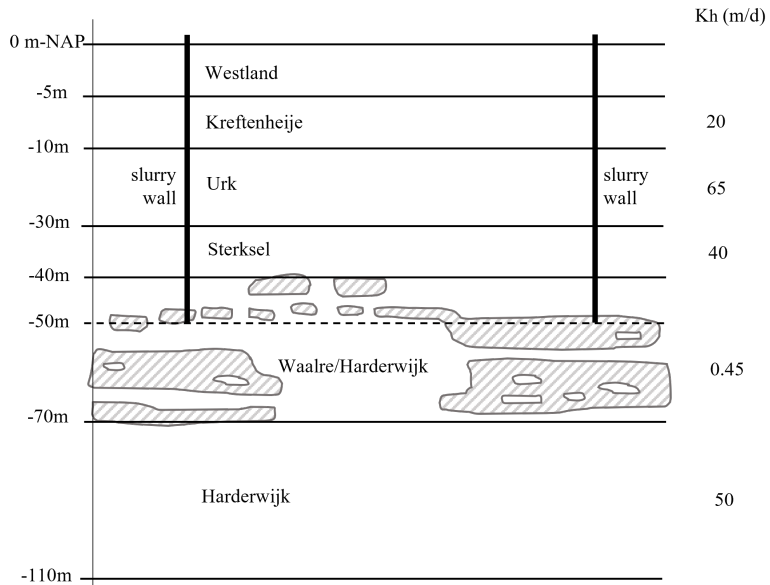 Kh (m/d)
0 m-NAP
Westland
-5m
Kreftenheije
20
-10m
slurry
wall
Urk
slurry
wall
65
-30m
Sterksel
40
-40m
-50m
Waalre/Harderwijk
0.45
-70m
Harderwijk
50
-110m